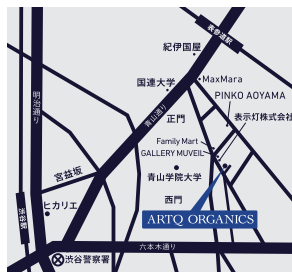 表参道駅
紀伊国屋
国連大学
MaxMara
PINKO AOYAMA
明治通り
青山通り
正門
表示灯株式会社
Family Mart
GALLERY MUVEIL
宮益坂
青山学院大学
西門
渋谷駅
ヒカリエ
ARTQ ORGANICS
六本木通り
渋谷警察署